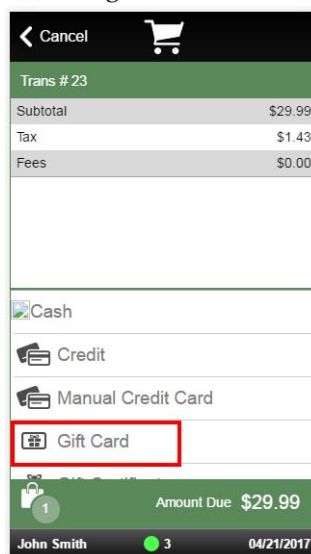 Cancel
Trans # 23
Subtotal $29.99
Tax $1.43
Fees $0.00
Cash
Credit
Manual Credit Card
Gift Card
1 Amount Due $29.99
John Smith 3 04/21/2017